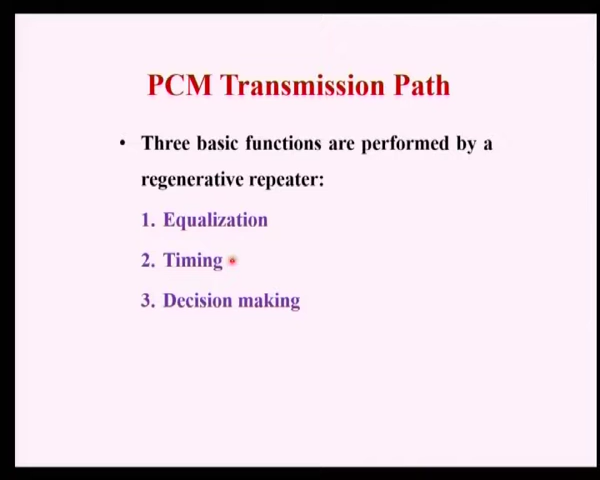 PCM Transmission Path
• Three basic functions are performed by a
regenerative repeater:
1. Equalization
2. Timing
3. Decision making